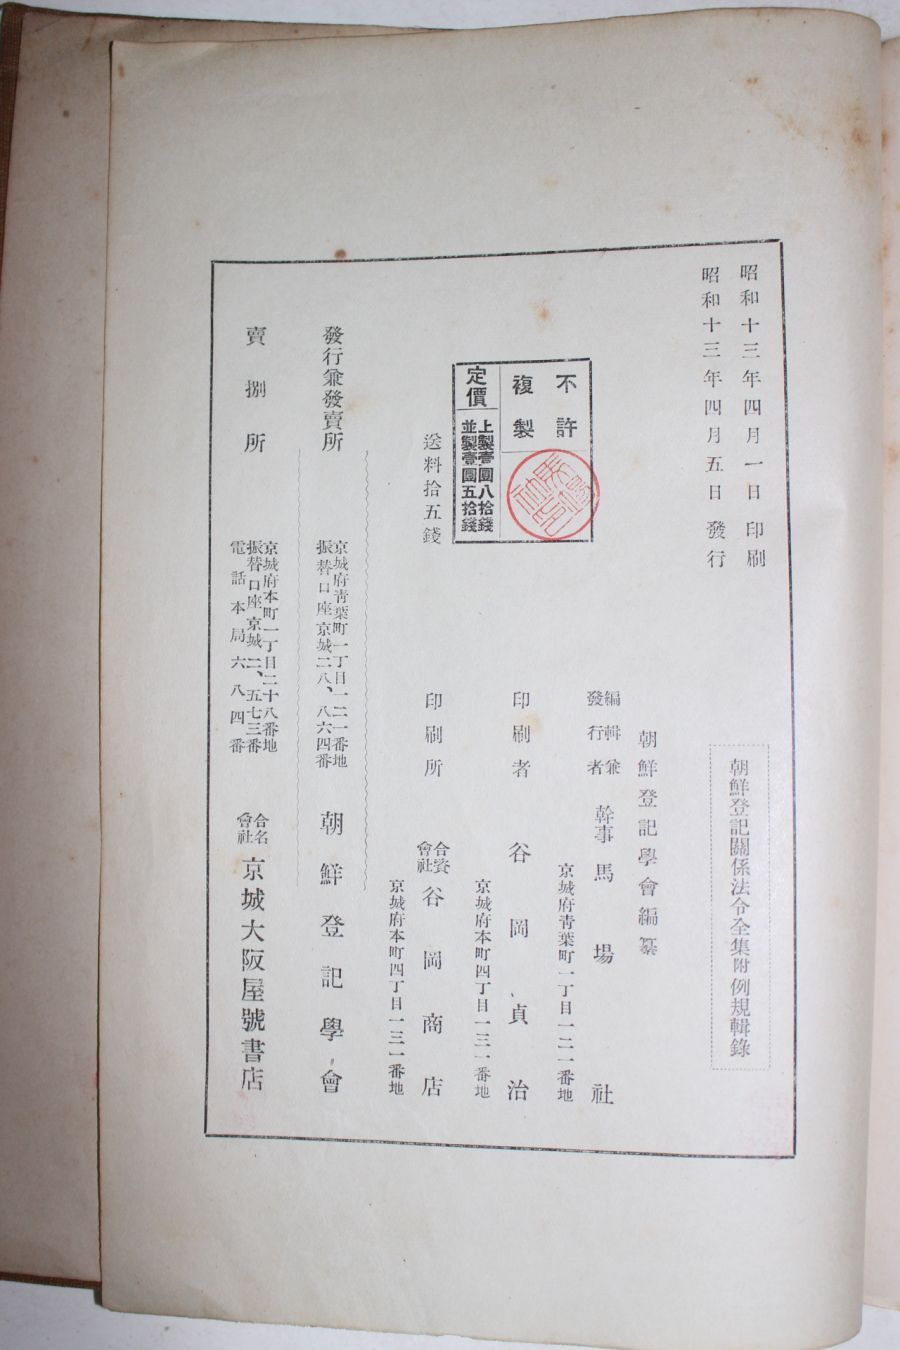 昭和十三年四月一日印刷
昭和十三年四月五日發行
朝鮮登記關係法令全集附例規輯錄
不許
複製
定價
上製壹圓八拾錢
並製壹圓五拾錢
送料拾五錢
朝鮮登記學會編纂
編輯兼
發行者
幹事馬場社
京城府靑葉町一丁目一二一番地
印刷者谷岡貞治
京城府本町四丁目一三一番地
印刷所
合資
會社
谷岡商店
京城府本町四丁目一三一番地
發行兼發賣所
京城府靑葉町一丁目一二一番地
振替口座京城二八、八六四番
朝鮮登記學會
賣捌所
京城府本町一丁目二十八番地
振替口座京城二、五七三番
電話本局六八四番
合名
會社
京城大阪屋號書店